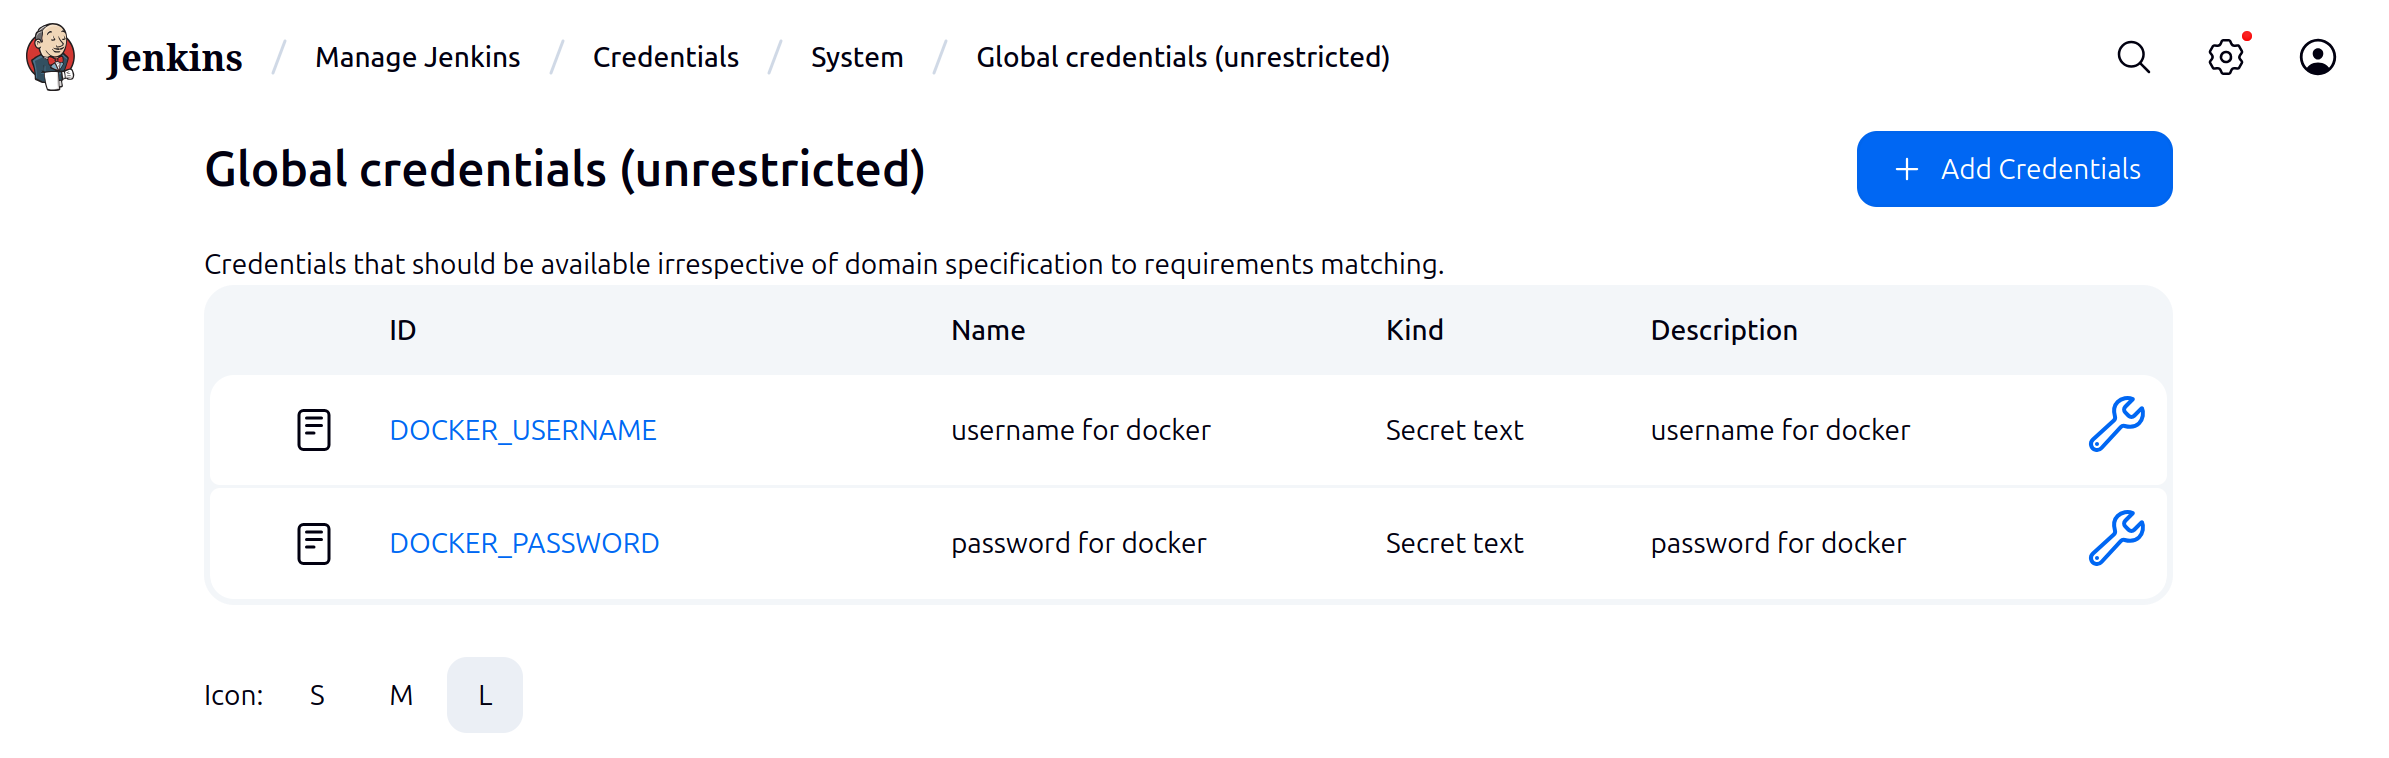 Jenkins / Manage Jenkins / Credentials / System / Global credentials (unrestricted)
Global credentials (unrestricted)
+ Add Credentials
Credentials that should be available irrespective of domain specification to requirements matching.
ID Name Kind Description
DOCKER_USERNAME username for docker Secret text username for docker
DOCKER_PASSWORD password for docker Secret text password for docker
Icon: S M L